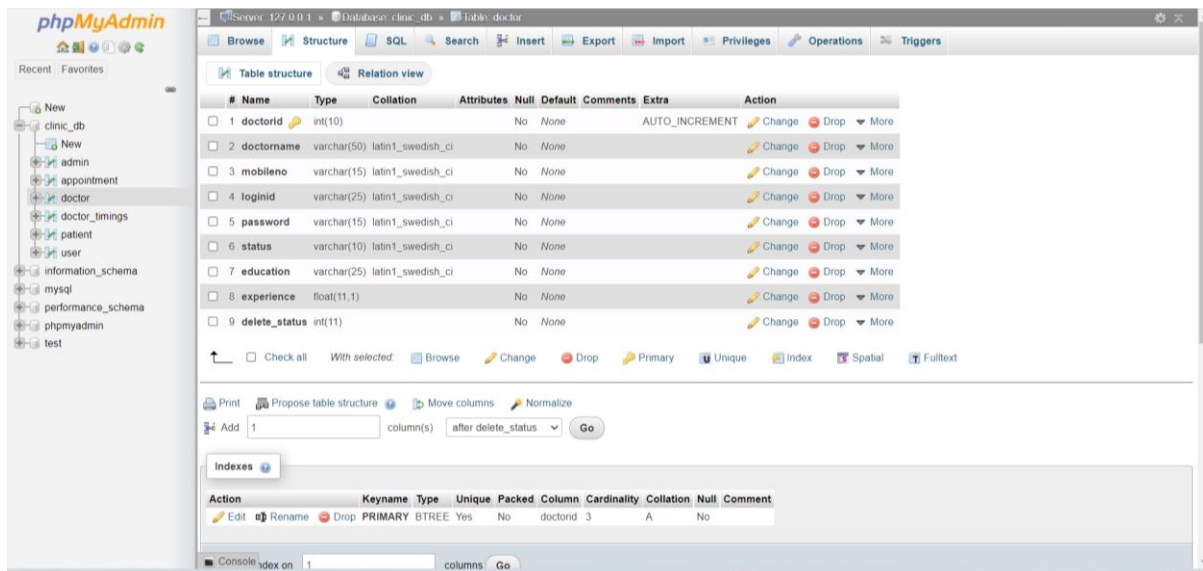 phpMyAdmin
Recent Favorites
New
clinic_db
New
admin
appointment
doctor
doctor_timings
patient
user
information_schema
mysql
performance_schema
phpmyadmin
test
Server: 127.0.0.1 » Database: clinic_db » Table: doctor
Browse Structure SQL Search Insert Export Import Privileges Operations Triggers
Table structure Relation view
# Name Type Collation Attributes Null Default Comments Extra Action
1 doctorid int(10) No None AUTO_INCREMENT Change Drop More
2 doctorname varchar(50) latin1_swedish_ci No None Change Drop More
3 mobileno varchar(15) latin1_swedish_ci No None Change Drop More
4 loginid varchar(25) latin1_swedish_ci No None Change Drop More
5 password varchar(15) latin1_swedish_ci No None Change Drop More
6 status varchar(10) latin1_swedish_ci No None Change Drop More
7 education varchar(25) latin1_swedish_ci No None Change Drop More
8 experience float(11,1) No None Change Drop More
9 delete_status int(11) No None Change Drop More
Check all With selected: Browse Change Drop Primary Unique Index Spatial Fulltext
Print Propose table structure Move columns Normalize
Add 1 column(s) after delete_status Go
Indexes
Action Keyname Type Unique Packed Column Cardinality Collation Null Comment
Edit Rename Drop PRIMARY BTREE Yes No doctorid 3 A No
Console ndex on 1 columns Go